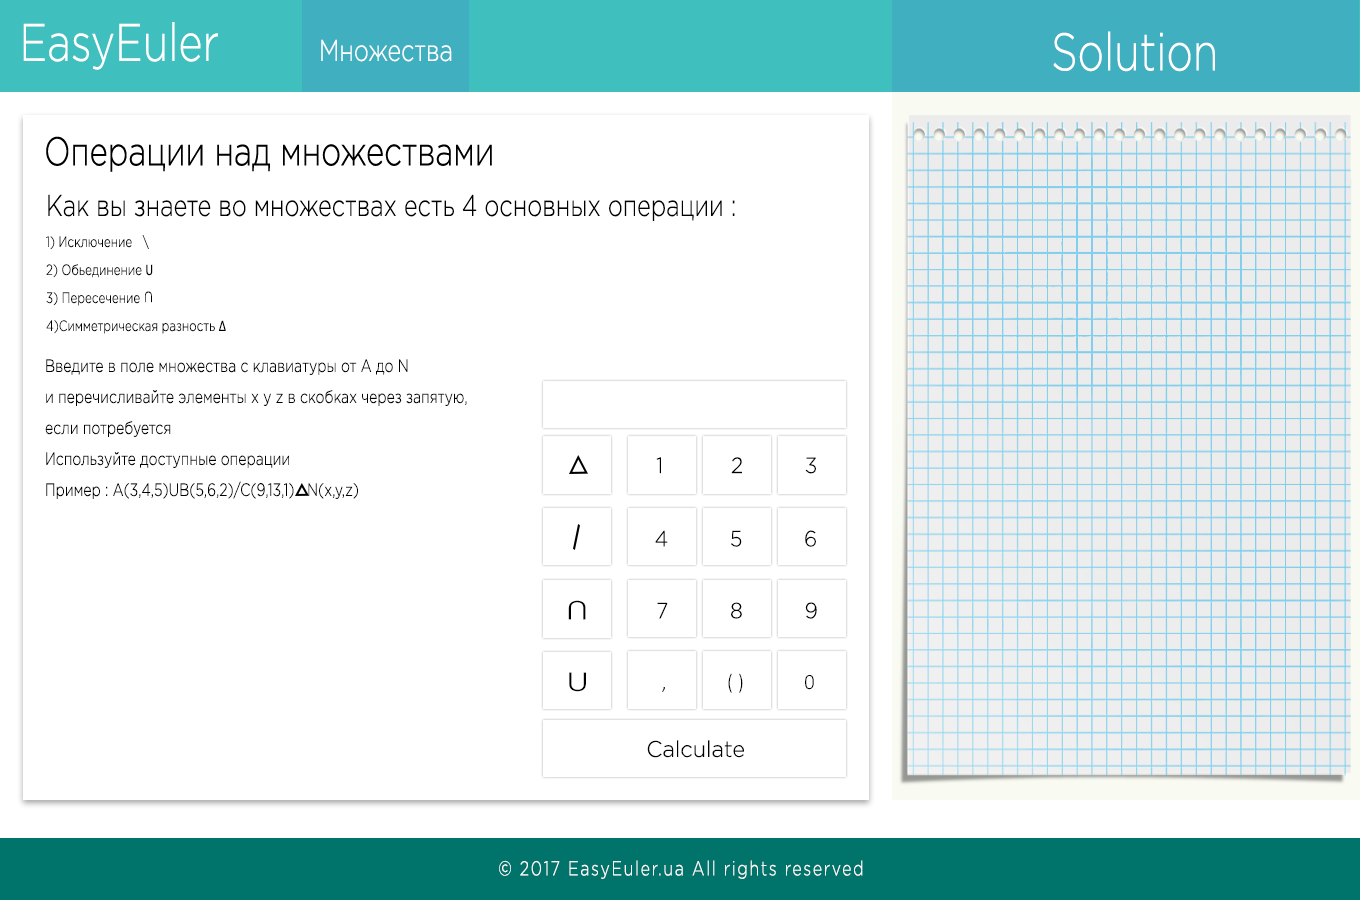 EasyEuler
Множества
Solution
Операции над множествами
Как вы знаете во множествах есть 4 основных операции :
1) Исключение \
2) Обьединение U
3) Пересечение ∩
4)Симметрическая разность Δ
Введите в поле множества с клавиатуры от A до N
и перечисливайте элементы x y z в скобках через запятую,
если потребуется
Используйте доступные операции
Пример : A(3,4,5)UB(5,6,2)/C(9,13,1)ΔN(x,y,z)
Δ 1 2 3
/ 4 5 6
∩ 7 8 9
U , ( ) 0
Calculate
© 2017 EasyEuler.ua All rights reserved